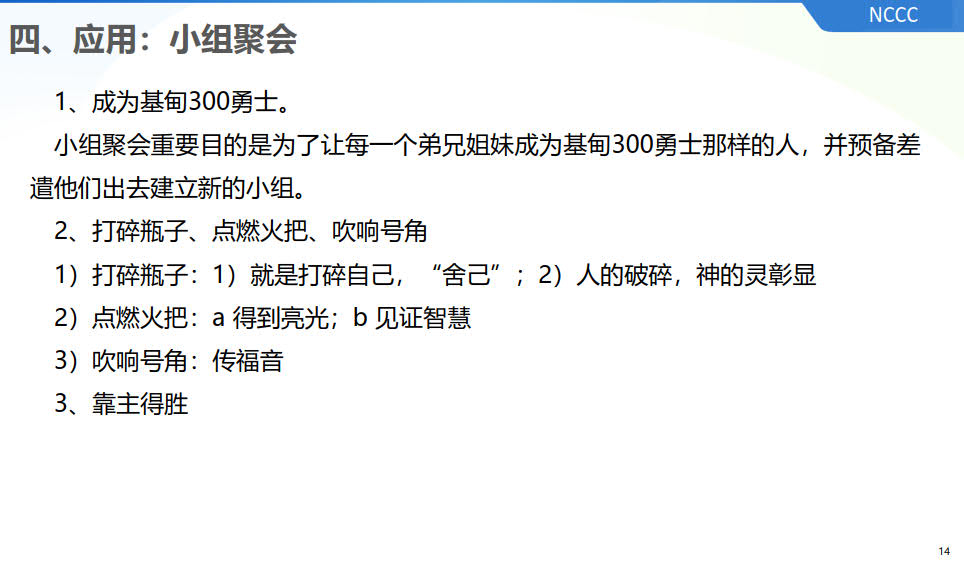 NCCC
四、应用：小组聚会
1、成为基甸300勇士。
小组聚会重要目的是为了让每一个弟兄姐妹成为基甸300勇士那样的人，并预备差
遣他们出去建立新的小组。
2、打碎瓶子、点燃火把、吹响号角
1）打碎瓶子：1）就是打碎自己，“舍己”；2）人的破碎，神的灵彰显
2）点燃火把：a 得到亮光；b 见证智慧
3）吹响号角：传福音
3、靠主得胜
14